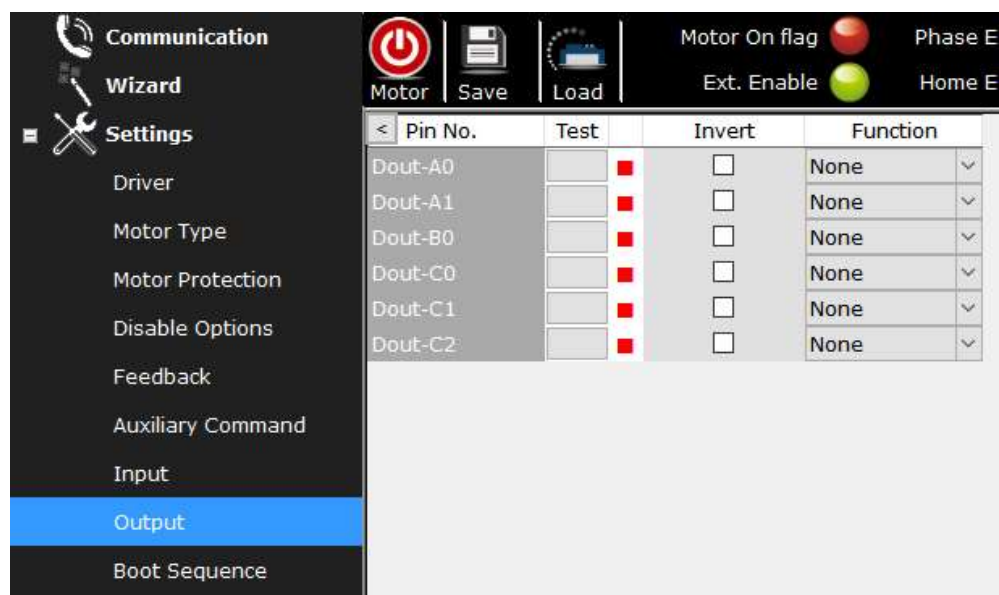 Communication
Wizard
Settings
Driver
Motor Type
Motor Protection
Disable Options
Feedback
Auxiliary Command
Input
Output
Boot Sequence
Motor Save Load
Motor On flag Phase E
Ext. Enable Home E
< Pin No. Test Invert Function
Dout-A0 None
Dout-A1 None
Dout-B0 None
Dout-C0 None
Dout-C1 None
Dout-C2 None